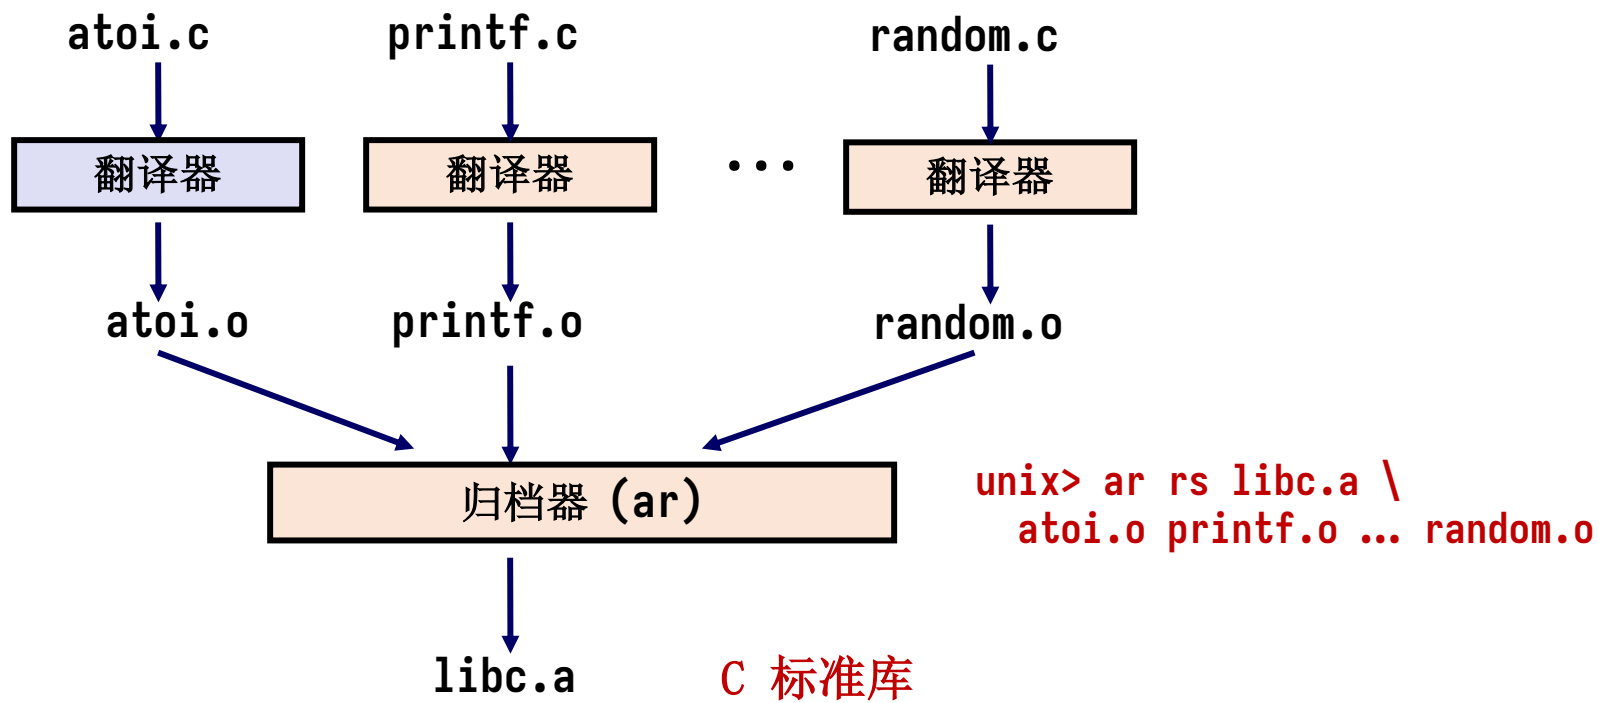 atoi.c printf.c random.c
翻译器 翻译器 ... 翻译器
atoi.o printf.o random.o
归档器 (ar)
unix> ar rs libc.a \
atoi.o printf.o … random.o
libc.a C 标准库